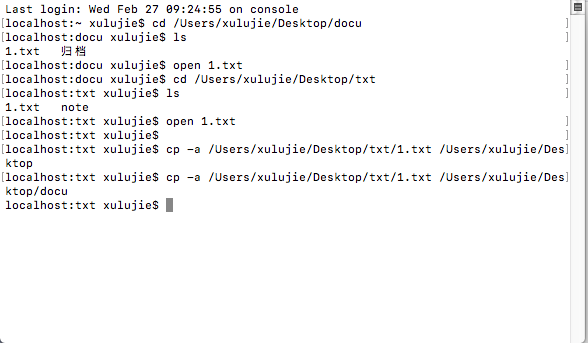 Last login: Wed Feb 27 09:24:55 on console
[localhost:~ xulujie$ cd /Users/xulujie/Desktop/docu ]
[localhost:docu xulujie$ ls ]
1.txt 归档
[localhost:docu xulujie$ open 1.txt ]
[localhost:docu xulujie$ cd /Users/xulujie/Desktop/txt ]
[localhost:txt xulujie$ ls ]
1.txt note
[localhost:txt xulujie$ open 1.txt ]
[localhost:txt xulujie$ ]
[localhost:txt xulujie$ cp -a /Users/xulujie/Desktop/txt/1.txt /Users/xulujie/Des]
ktop
[localhost:txt xulujie$ cp -a /Users/xulujie/Desktop/txt/1.txt /Users/xulujie/Des]
ktop/docu
localhost:txt xulujie$